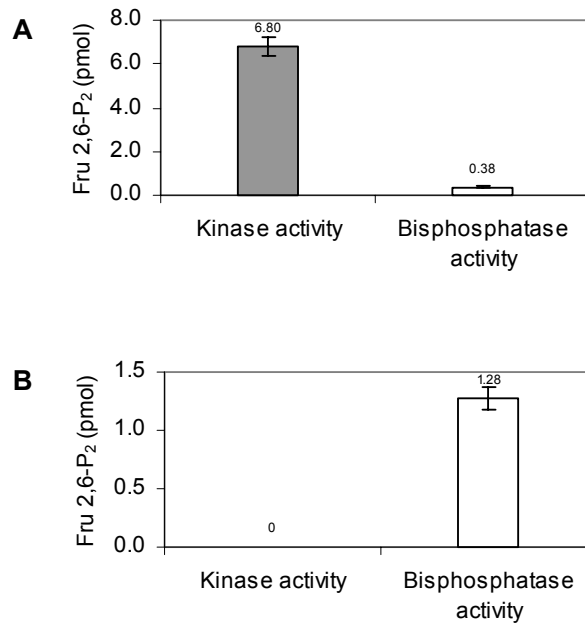 A
Fru 2,6-P₂ (pmol)
8.0
6.0
4.0
2.0
0.0
6.80
0.38
Kinase activity
Bisphosphatase
activity
B
Fru 2,6-P₂ (pmol)
1.5
1.0
0.5
0.0
0
1.28
Kinase activity
Bisphosphatase
activity